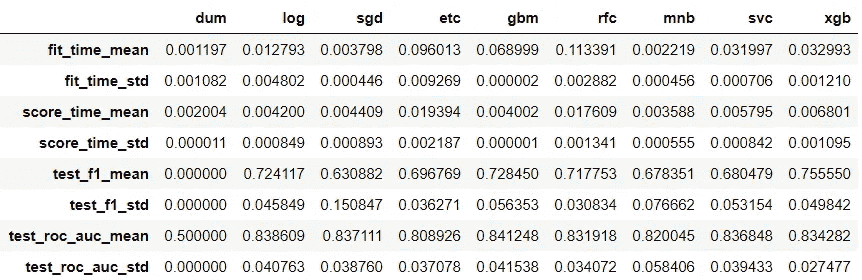 dum log sgd etc gbm rfc mnb svc xgb
fit_time_mean 0.001197 0.012793 0.003798 0.096013 0.068999 0.113391 0.002219 0.031997 0.032993
fit_time_std 0.001082 0.004802 0.000446 0.009269 0.000002 0.002882 0.000456 0.000706 0.001210
score_time_mean 0.002004 0.004200 0.004409 0.019394 0.004002 0.017609 0.003588 0.005795 0.006801
score_time_std 0.000011 0.000849 0.000893 0.002187 0.000001 0.001341 0.000555 0.000842 0.001095
test_f1_mean 0.000000 0.724117 0.630882 0.696769 0.728450 0.717753 0.678351 0.680479 0.755550
test_f1_std 0.000000 0.045849 0.150847 0.036271 0.056353 0.030834 0.076662 0.053154 0.049842
test_roc_auc_mean 0.500000 0.838609 0.837111 0.808926 0.841248 0.831918 0.820045 0.836848 0.834282
test_roc_auc_std 0.000000 0.040763 0.038760 0.037078 0.041538 0.034072 0.058406 0.039433 0.027477